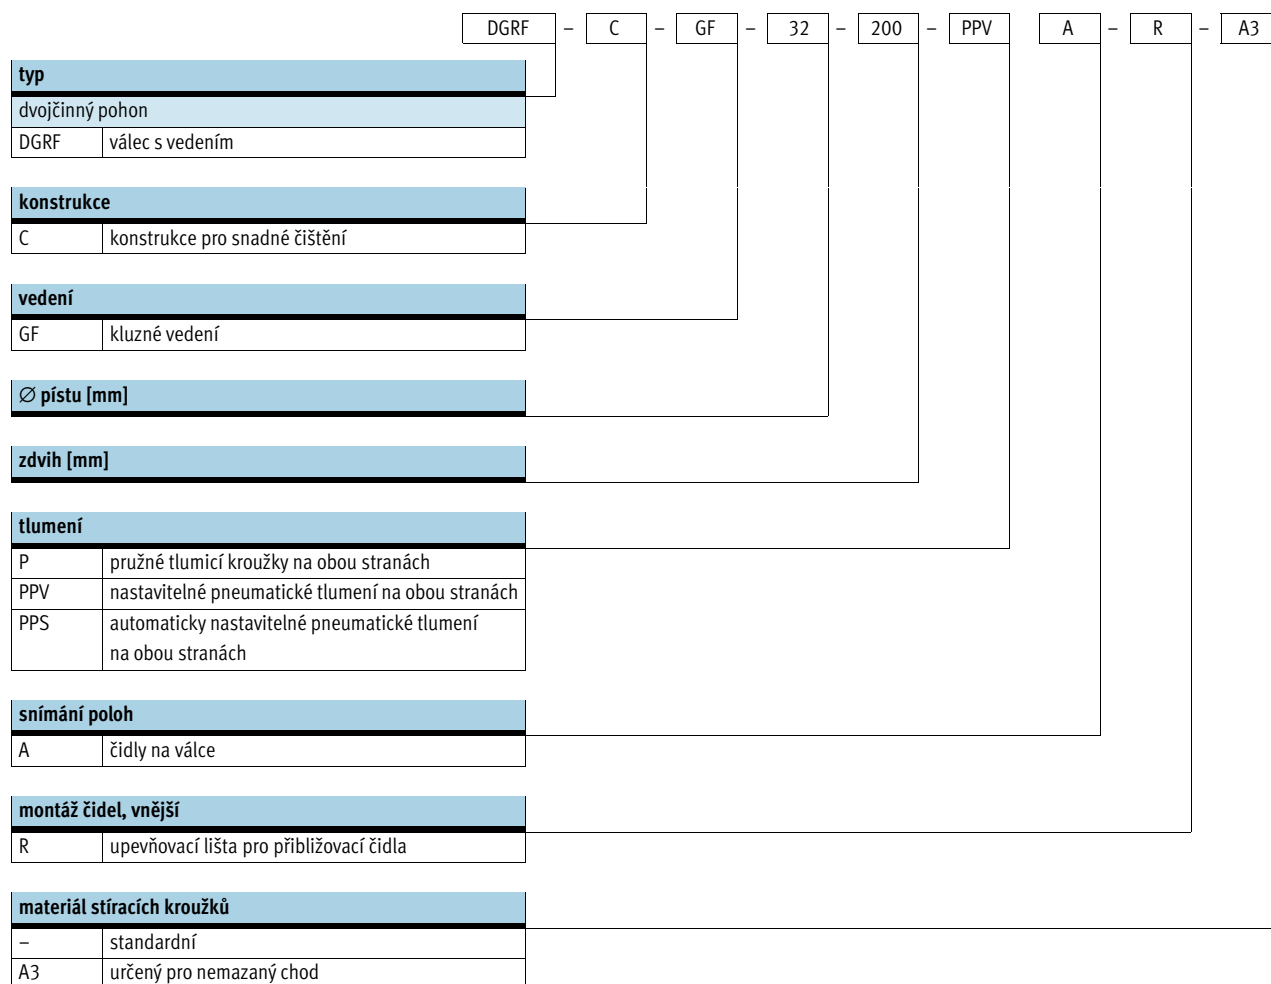 DGRF – C – GF – 32 – 200 – PPV A – R – A3
typ
dvojčinný pohon
DGRF válec s vedením
konstrukce
C konstrukce pro snadné čištění
vedení
GF kluzné vedení
∅ pístu [mm]
zdvih [mm]
tlumení
P pružné tlumicí kroužky na obou stranách
PPV nastavitelné pneumatické tlumení na obou stranách
PPS automaticky nastavitelné pneumatické tlumení
na obou stranách
snímání poloh
A čidly na válce
montáž čidel, vnější
R upevňovací lišta pro přibližovací čidla
materiál stíracích kroužků
– standardní
A3 určený pro nemazaný chod